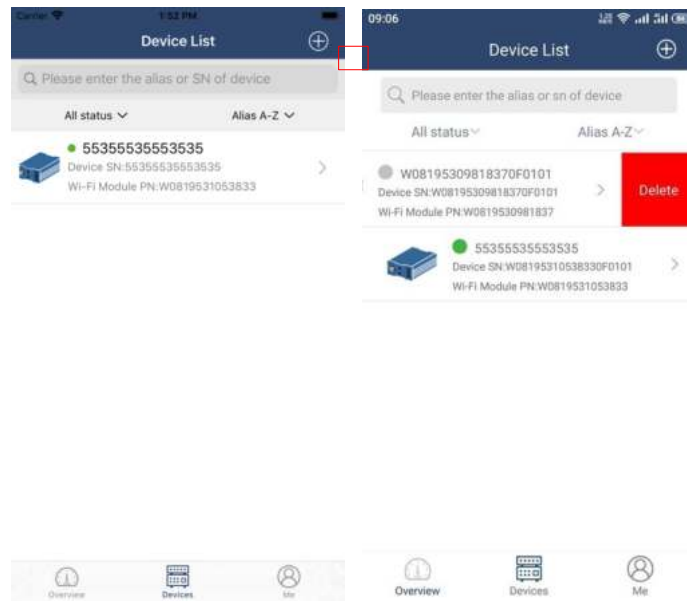 Carrier 1:52 PM
Device List
Please enter the alias or SN of device
All status Alias A-Z
55355535553535
Device SN:55355535553535
Wi-Fi Module PN:W0819531053833
Overview Devices Me
09:06
Device List
Please enter the alias or sn of device
All status Alias A-Z
W08195309818370F0101
Device SN:W08195309818370F0101
Wi-Fi Module PN:W0819530981837
Delete
55355535553535
Device SN:W08195310538330F0101
Wi-Fi Module PN:W0819531053833
Overview Devices Me